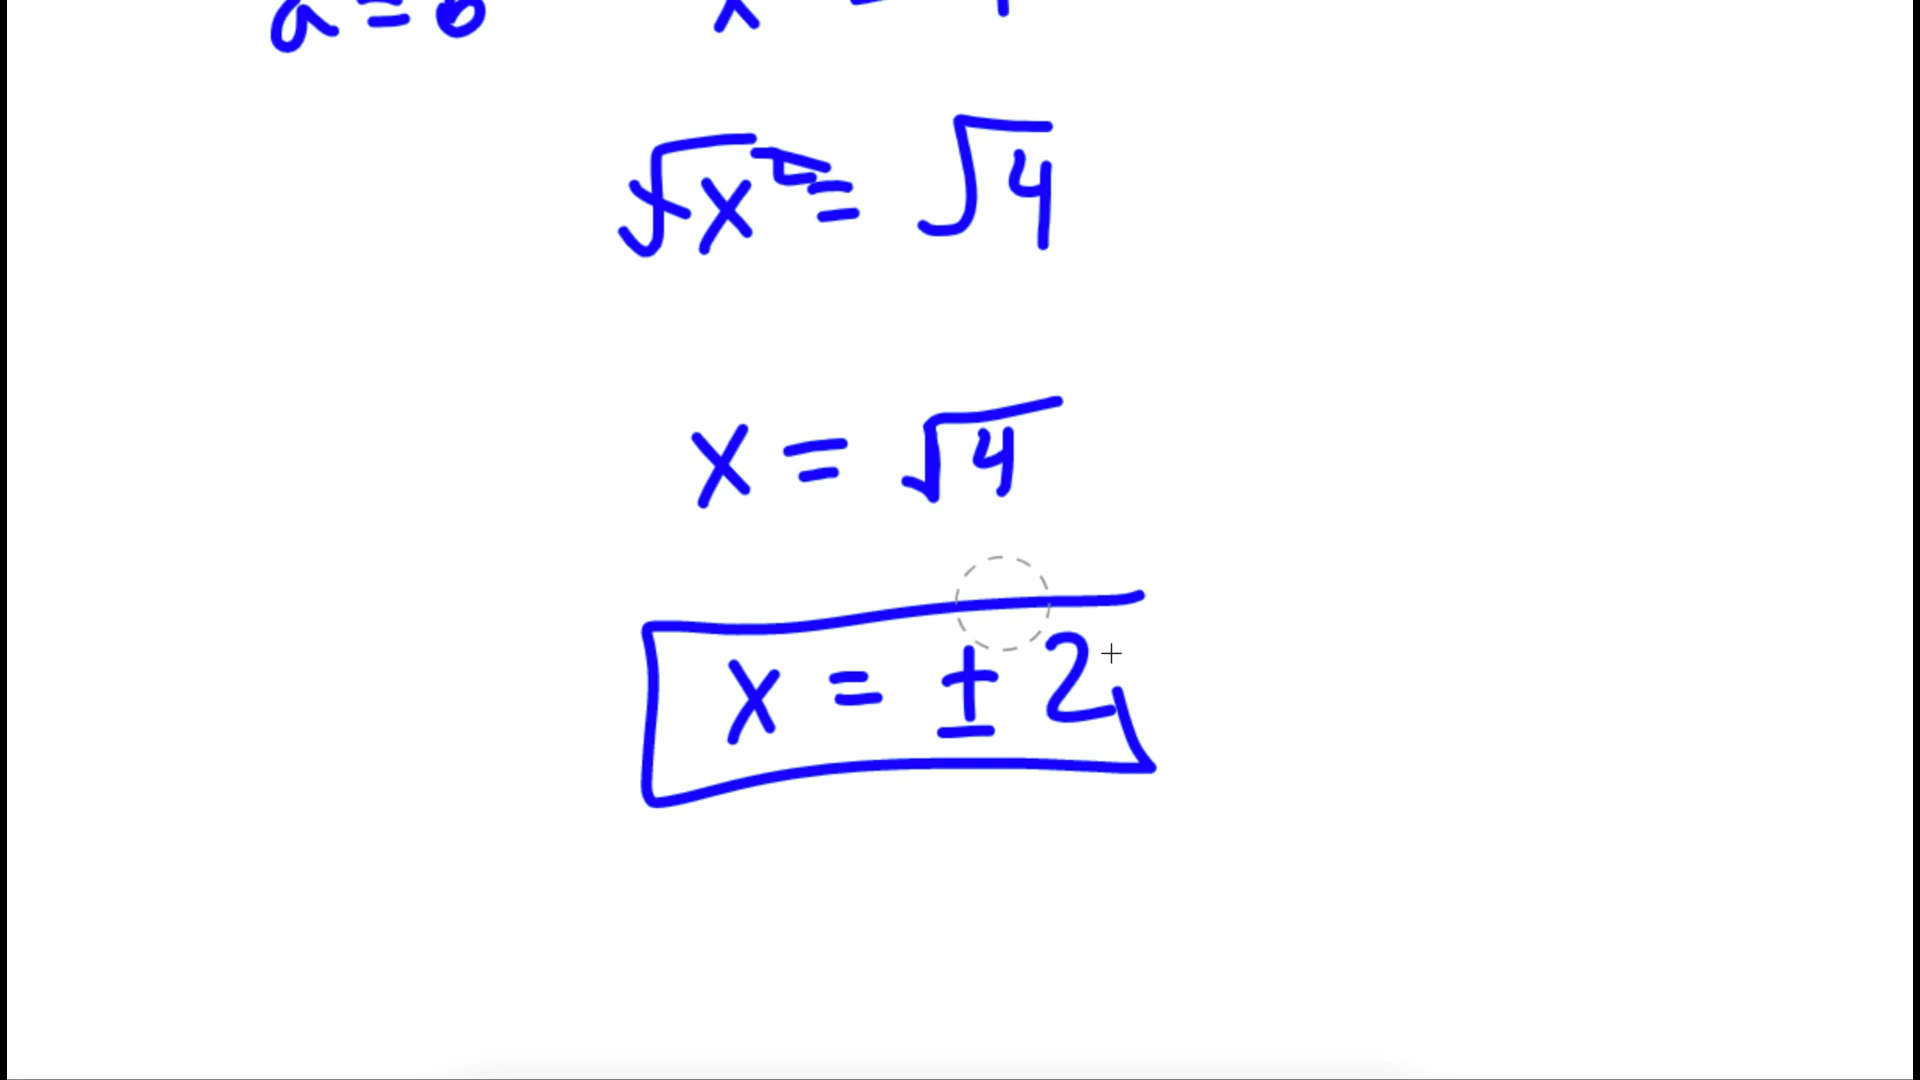 a = b x =
√x² = √4
x = √4
x = ± 2